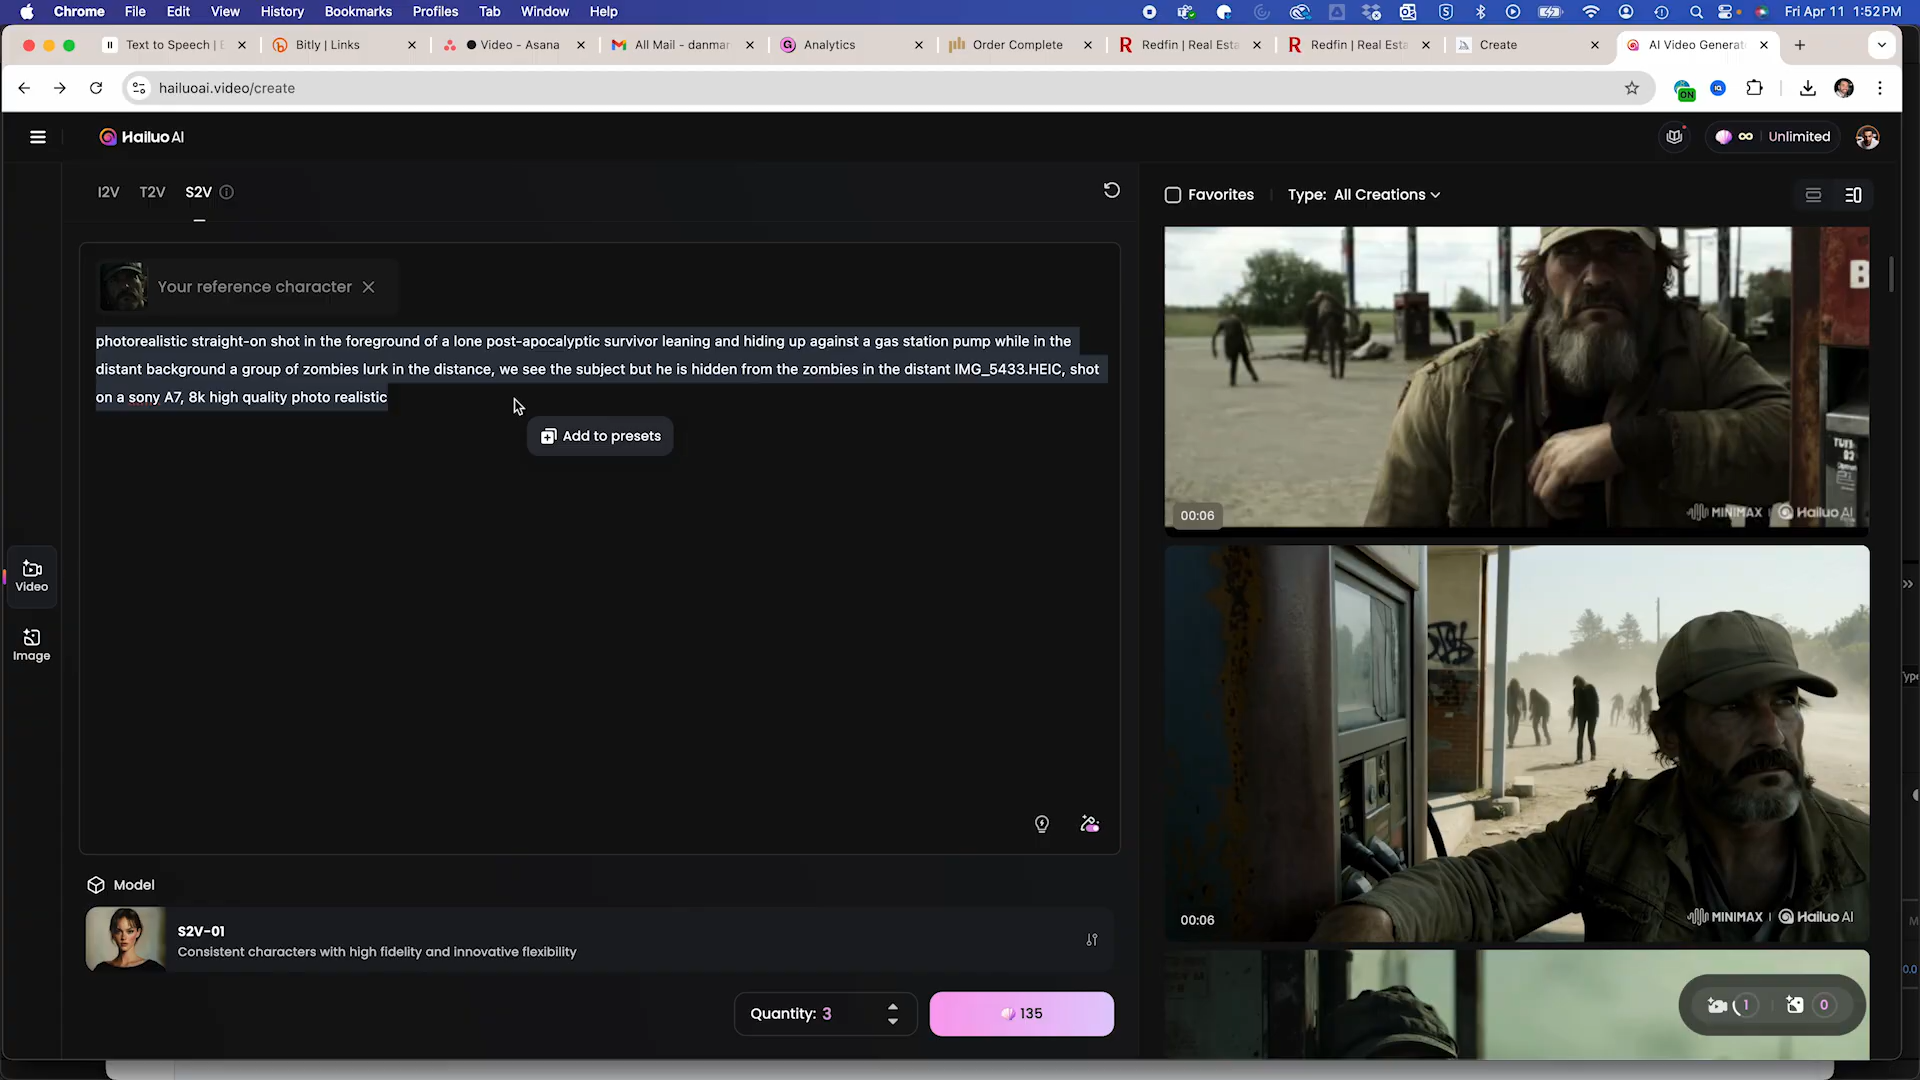 Chrome File Edit View History Bookmarks Profiles Tab Window Help
Fri Apr 11 1:52 PM
Text to Speech | E
Bitly | Links
Video - Asana
All Mail - danmar
Analytics
Order Complete
Redfin | Real Esta
Redfin | Real Esta
Create
AI Video Generat
hailuoai.video/create
ON
Hailuo AI
Unlimited
I2V T2V S2V
Favorites
Type: All Creations
Your reference character
photorealistic straight-on shot in the foreground of a lone post-apocalyptic survivor leaning and hiding up against a gas station pump while in the
distant background a group of zombies lurk in the distance, we see the subject but he is hidden from the zombies in the distant IMG_5433.HEIC, shot
on a sony A7, 8k high quality photo realistic
Add to presets
Video
Image
B
00:06
MINIMAX | Hailuo AI
00:06
MINIMAX | Hailuo AI
Model
S2V-01
Consistent characters with high fidelity and innovative flexibility
Quantity: 3
135
1
0